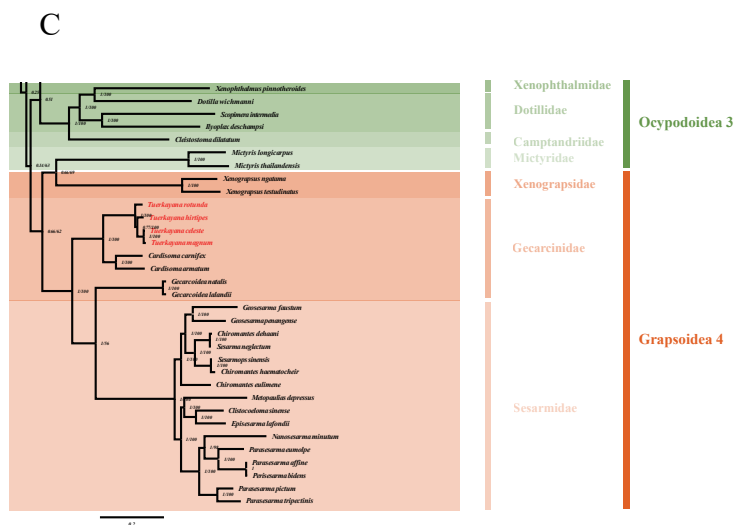 C
Xenophthalmus pinnotheroides
Dotilla wichmanni
Scopimera intermedia
Ilyoplax deschampsi
Cleistostoma dilatatum
Mictyris longicarpus
Mictyris thailandensis
Xenograpsus ngatama
Xenograpsus testudinatus
Tuerkayana rotunda
Tuerkayana hirtipes
Tuerkayana celeste
Tuerkayana magnum
Cardisoma carnifex
Cardisoma armatum
Gecarcoidea natalis
Gecarcoidea lalandii
Geosesarma faustum
Geosesarma penangense
Chiromantes dehaani
Sesarma neglectum
Sesarmops sinensis
Chiromantes haematocheir
Chiromantes eulimene
Metopaulias depressus
Clistocoeloma sinense
Episesarma lafondii
Nanosesarma minutum
Parasesarma eumolpe
Parasesarma affine
Perisesarma bidens
Parasesarma pictum
Parasesarma tripectinis
0.2
Xenophthalmidae
Dotillidae
Camptandriidae
Mictyridae
Xenograpsidae
Gecarcinidae
Sesarmidae
Ocypodoidea 3
Grapsoidea 4